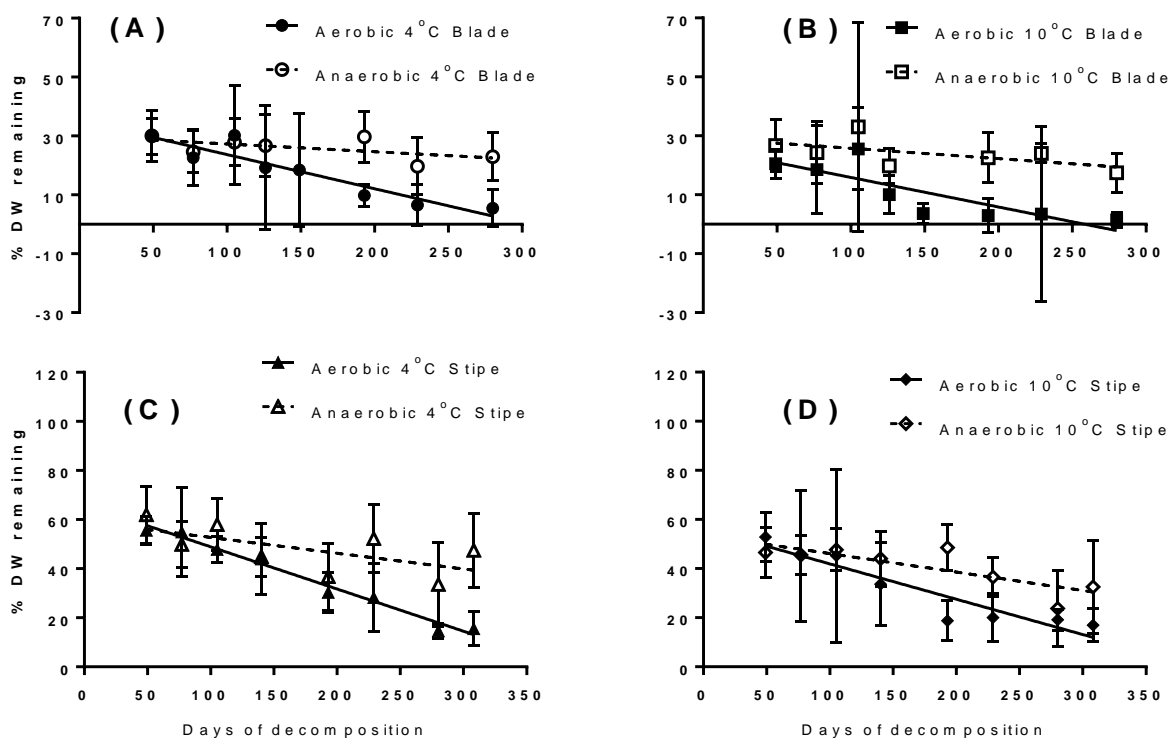 (A)
Aerobic 4°C Blade
Anaerobic 4°C Blade
% DW remaining
70
50
30
10
-10
-30
50 100 150 200 250 300
(B)
Aerobic 10°C Blade
Anaerobic 10°C Blade
70
50
30
10
-10
-30
50 100 150 200 250 300
(C)
Aerobic 4°C Stipe
Anaerobic 4°C Stipe
% DW remaining
120
100
80
60
40
20
0
0 50 100 150 200 250 300 350
Days of decomposition
(D)
Aerobic 10°C Stipe
Anaerobic 10°C Stipe
120
100
80
60
40
20
0
0 50 100 150 200 250 300 350
Days of decomposition